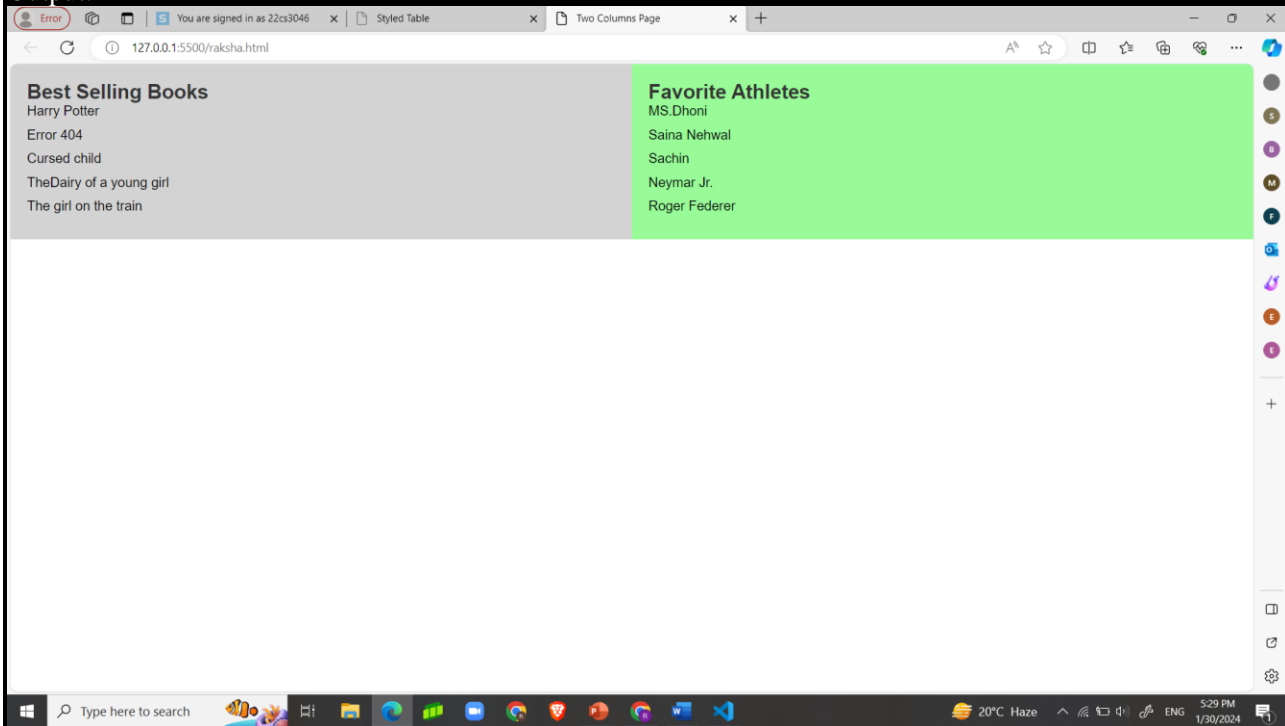 Output:
Error
You are signed in as 22cs3046
Styled Table
Two Columns Page
127.0.0.1:5500/raksha.html
Best Selling Books
Harry Potter
Error 404
Cursed child
TheDairy of a young girl
The girl on the train
Favorite Athletes
MS.Dhoni
Saina Nehwal
Sachin
Neymar Jr.
Roger Federer
S
B
M
F
E
E
Type here to search
20°C Haze
ENG
5:29 PM
1/30/2024